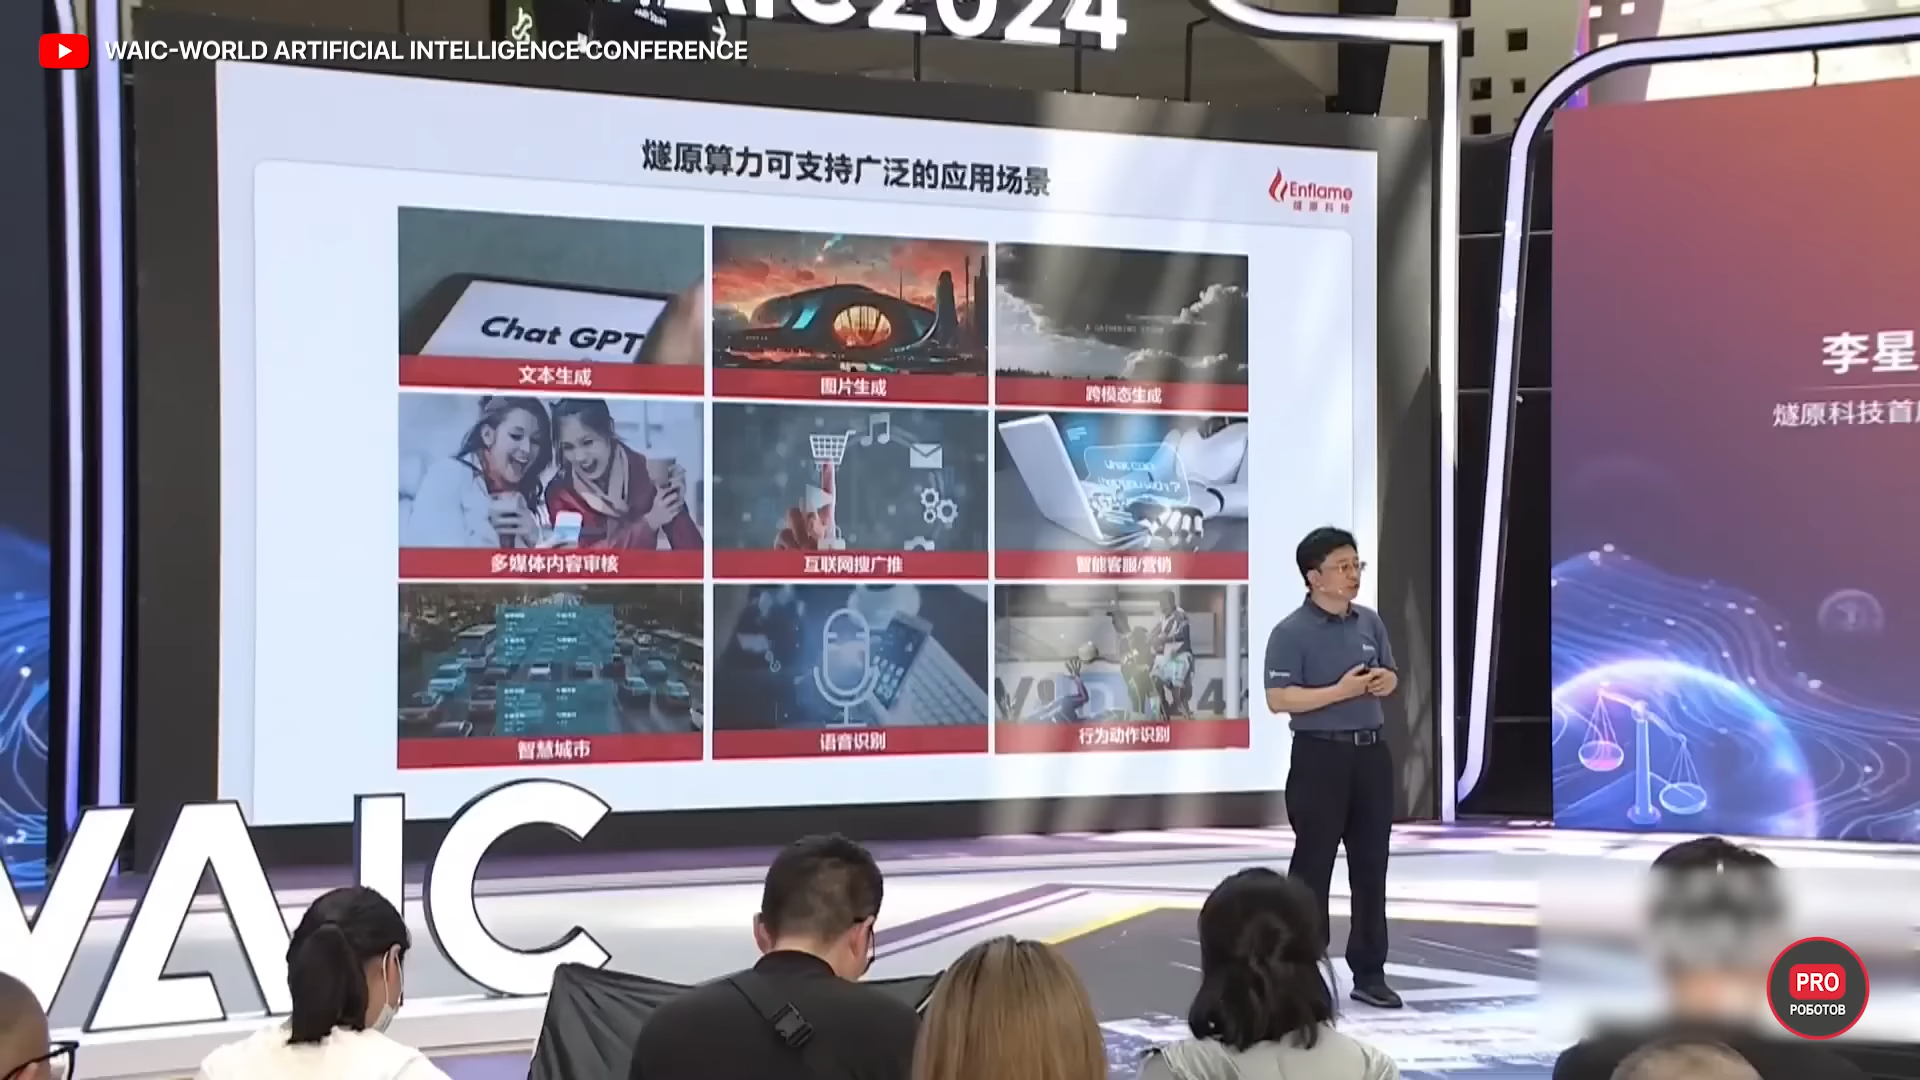 WAIC-WORLD ARTIFICIAL INTELLIGENCE CONFERENCE
AIC2024
燧原算力可支持广泛的应用场景
Enflame
燧原科技
Chat GPT
文本生成
图片生成
A GATHERING STORM
跨模态生成
多媒体内容审核
互联网搜广推
智能客服/营销
智慧城市
语音识别
行为动作识别
李星
燧原科技首
WAIC
PRO
РОБОТОВ